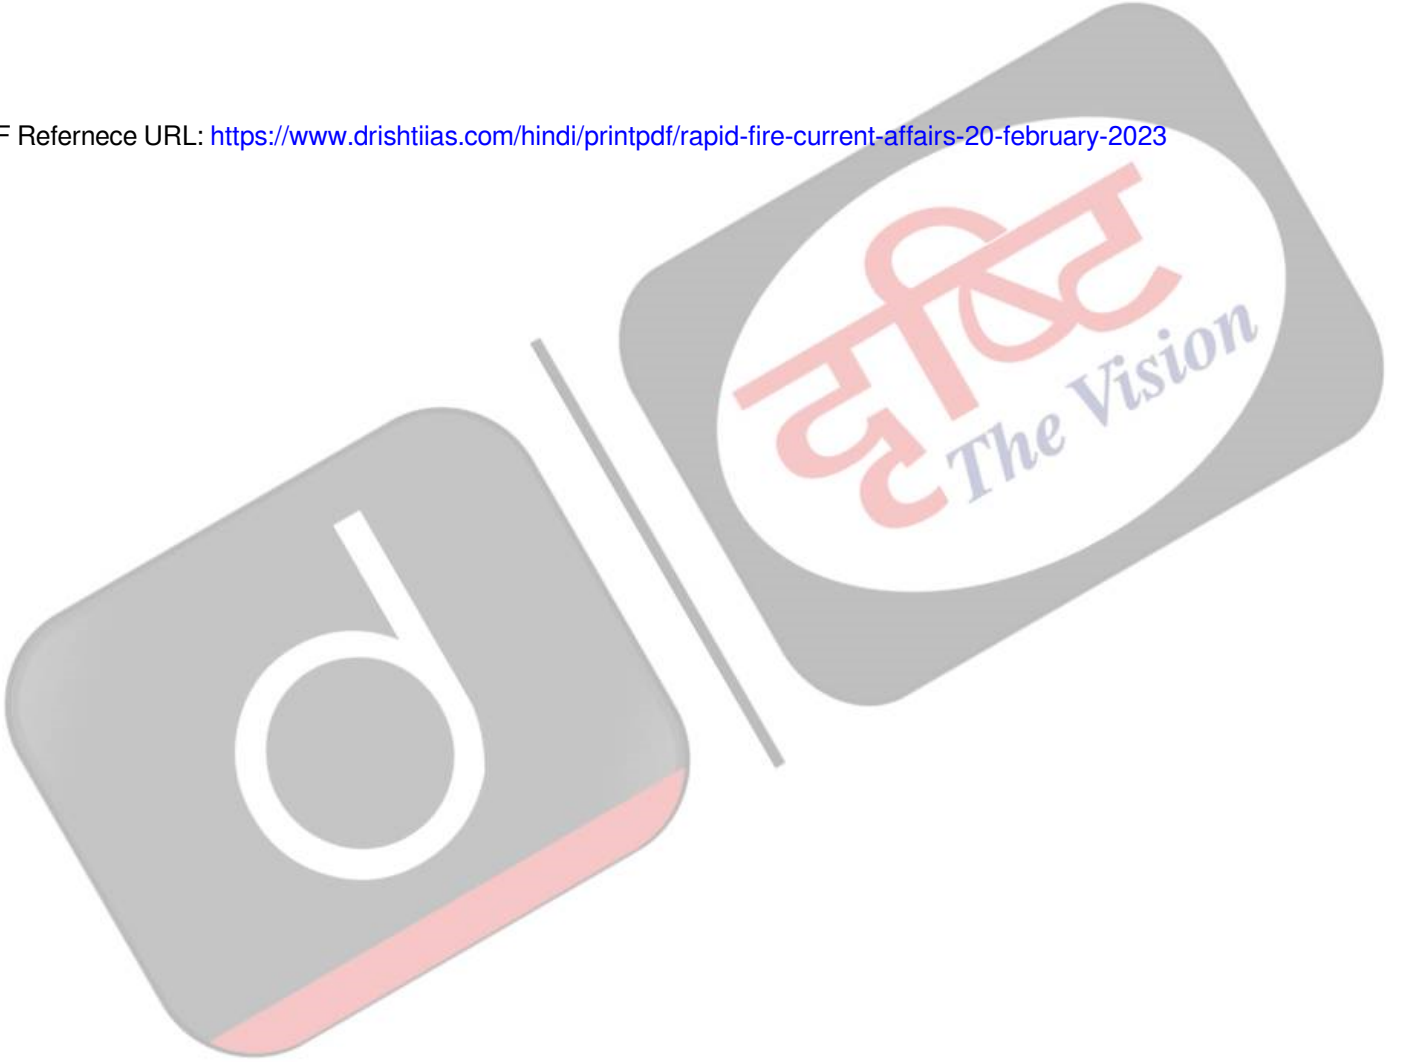 F Refernece URL: https://www.drishtiias.com/hindi/printpdf/rapid-fire-current-affairs-20-february-2023
दृष्टि
The Vision
d